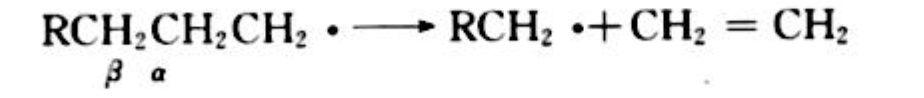 RCH₂CH₂CH₂ · ⟶ RCH₂ ·+ CH₂ = CH₂
β α